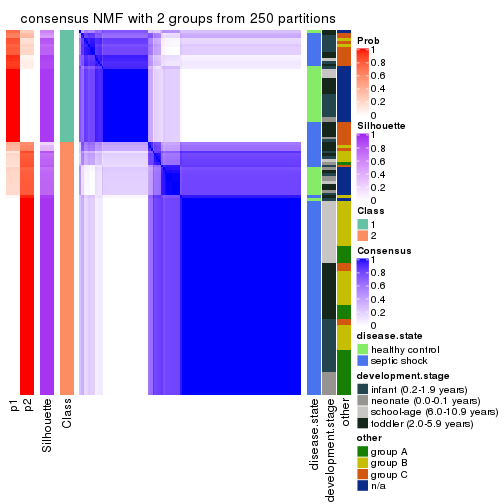 consensus NMF with 2 groups from 250 partitions
Prob
1
0.8
0.6
0.4
0.2
0
Silhouette
1
0.8
0.6
0.4
0.2
0
Class
1
2
Consensus
1
0.8
0.6
0.4
0.2
0
disease.state
healthy control
septic shock
development.stage
infant (0.2-1.9 years)
neonate (0.0-0.1 years)
school-age (6.0-10.9 years)
toddler (2.0-5.9 years)
other
group A
group B
group C
n/a
p1
p2
Silhouette
Class
disease.state
development.stage
other